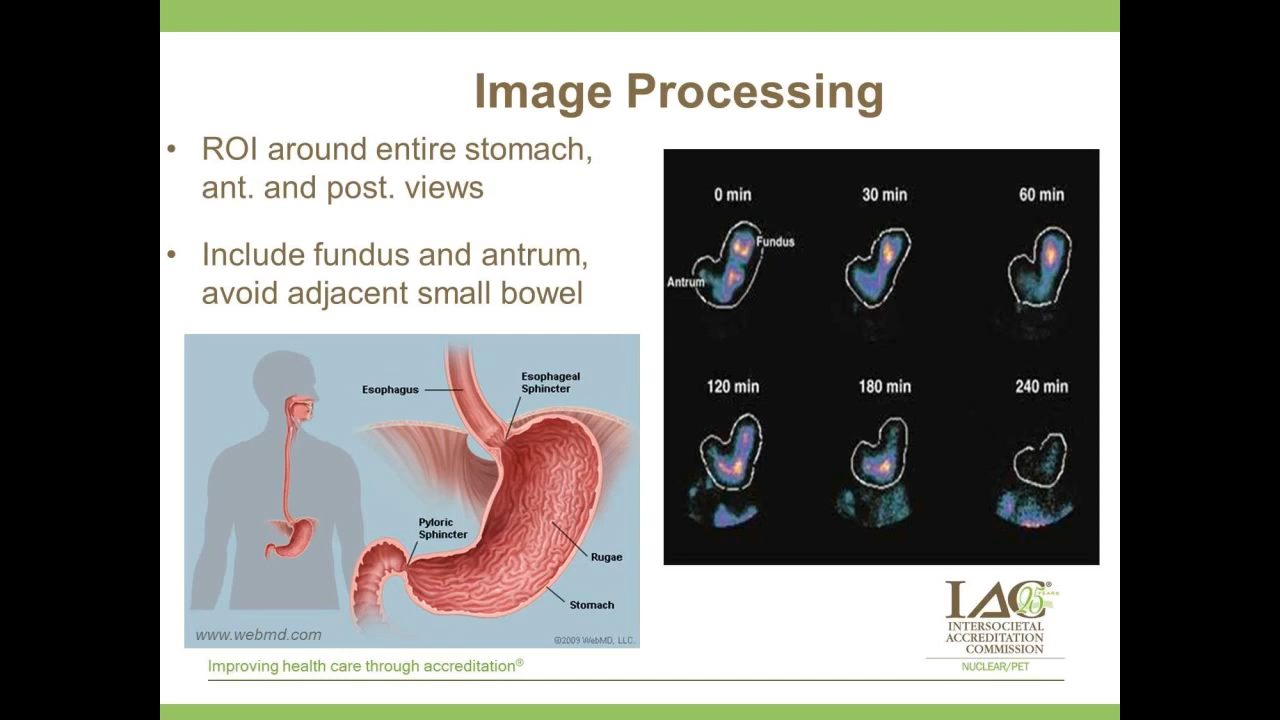 Image Processing
• ROI around entire stomach,
ant. and post. views
• Include fundus and antrum,
avoid adjacent small bowel
0 min
30 min
60 min
Fundus
Antrum
120 min
180 min
240 min
Esophagus
Esophageal
Sphincter
Pyloric
Sphincter
Rugae
Stomach
www.webmd.com
©2009 WebMD, LLC.
IAC®
25 YEARS
INTERSOCIETAL
ACCREDITATION
COMMISSION
NUCLEAR/PET
Improving health care through accreditation®